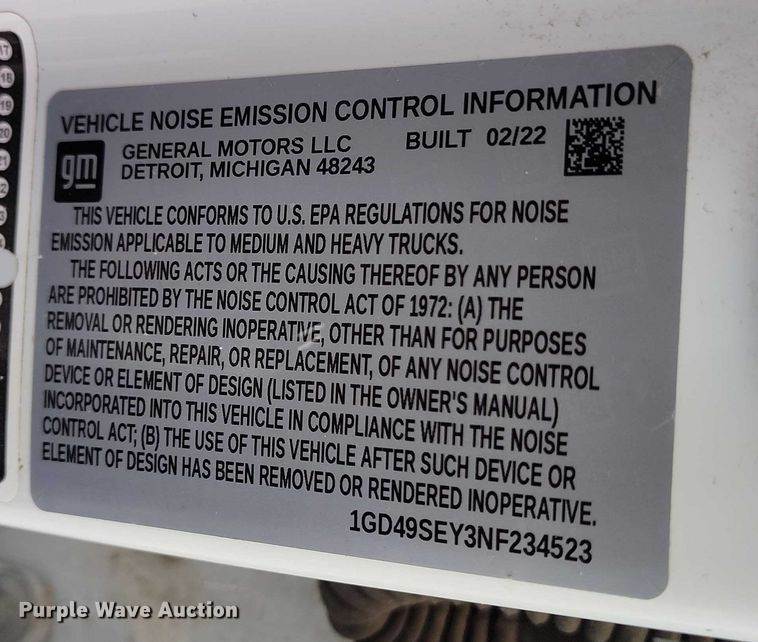 VEHICLE NOISE EMISSION CONTROL INFORMATION
gm
GENERAL MOTORS LLC BUILT 02/22
DETROIT, MICHIGAN 48243
THIS VEHICLE CONFORMS TO U.S. EPA REGULATIONS FOR NOISE
EMISSION APPLICABLE TO MEDIUM AND HEAVY TRUCKS.
THE FOLLOWING ACTS OR THE CAUSING THEREOF BY ANY PERSON
ARE PROHIBITED BY THE NOISE CONTROL ACT OF 1972: (A) THE
REMOVAL OR RENDERING INOPERATIVE, OTHER THAN FOR PURPOSES
OF MAINTENANCE, REPAIR, OR REPLACEMENT, OF ANY NOISE CONTROL
DEVICE OR ELEMENT OF DESIGN (LISTED IN THE OWNER'S MANUAL)
INCORPORATED INTO THIS VEHICLE IN COMPLIANCE WITH THE NOISE
CONTROL ACT; (B) THE USE OF THIS VEHICLE AFTER SUCH DEVICE OR
ELEMENT OF DESIGN HAS BEEN REMOVED OR RENDERED INOPERATIVE.
1GD49SEY3NF234523
Purple Wave Auction